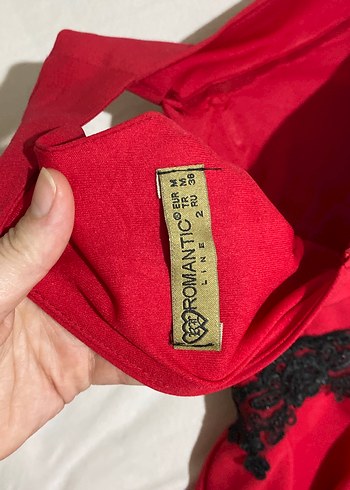 ROMANTIC®
LINE 2
EUR M
TR M
RU 38